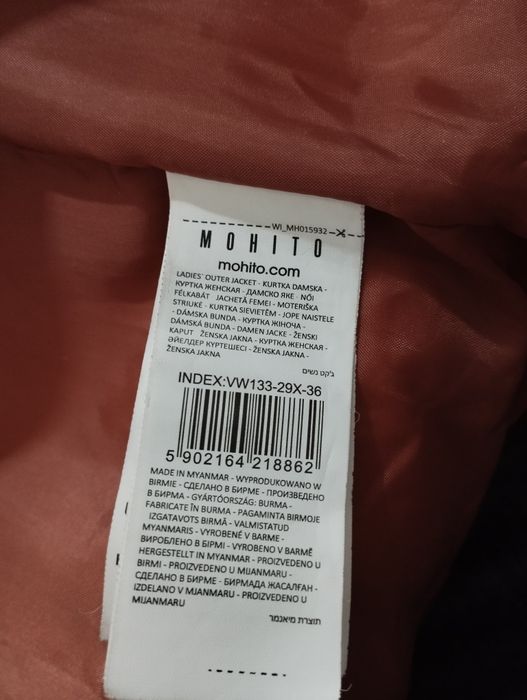 WI_MH015932
MOHITO
mohito.com
LADIES` OUTER JACKET - KURTKA DAMSKA -
КУРТКА ЖЕНСКАЯ - ДАМСКО ЯКЕ - NŐI
FÉLKABÁT JACHETĂ FEMEI - MOTERIŠKA
STRIUKĖ - KURTKA SIEVIETĒM - JOPE NAISTELE
- DÁMSKA BUNDA - КУРТКА ЖІНОЧА -
DÁMSKÁ BUNDA - DAMEN JACKE - ŽENSKI
KAPUT ŽENSKA JAKNA - КУРТКА ЖЕНСКАЯ -
ӘЙЕЛДЕР КУРТЕШЕСІ - ŽENSKA JAKNA -
ŽENSKA JAKNA
ג'קט נשים
INDEX:VW133-29X-36
5 902164 218862
MADE IN MYANMAR - WYPRODUKOWANO W
BIRMIE - СДЕЛАНО В БИРМЕ - ПРОИЗВЕДЕНО
В БИРМА - GYÁRTÓORSZÁG: BURMA -
FABRICATE ÎN BURMA - PAGAMINTA BIRMOJE
IZGATAVOTS BIRMĀ - VALMISTATUD
MYANMARIS - VYROBENÉ V BARME -
ВИРОБЛЕНО В БІРМІ - VYROBENO V BARMĚ
HERGESTELLT IN MYANMAR - PROIZVEDENO U
BIRMI - PROIZVEDENO U MIJANMARU -
СДЕЛАНО В БИРМЕ - БИРМАДА ЖАСАЛҒАН -
IZDELANO V MJANMARU - PROIZVEDENO U
MIJANMARU
תוצרת מיאנמר